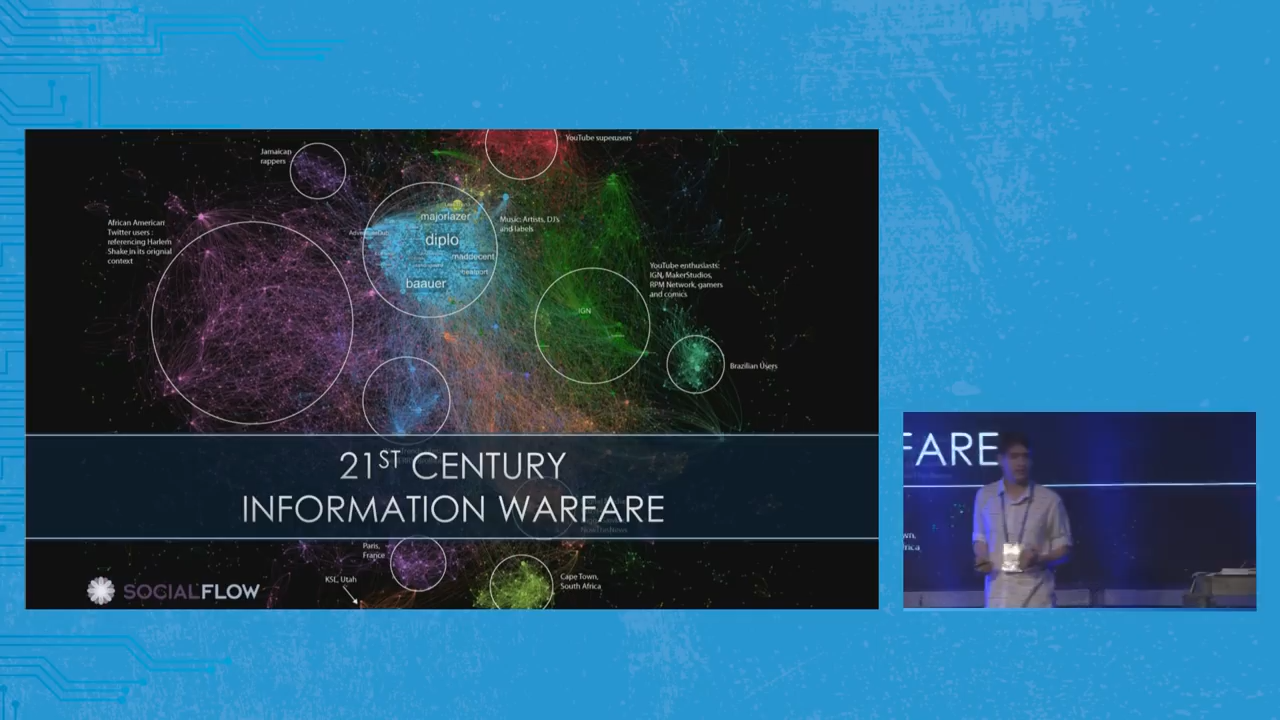 YouTube superusers
Jamaican
rappers
majorlazer
African American
Twitter users :
referencing Harlem
Shake in its orignial
context
Music: Artists, DJ's
and labels
diplo
maddecent
baauer
YouTube enthusiasts:
IGN, MakerStudios,
RPM Network, gamers
and comics
IGN
Brazilian Users
21ST CENTURY
INFORMATION WARFARE
Paris,
France
KSL, Utah
Cape Town,
South Africa
SOCIALFLOW
FARE